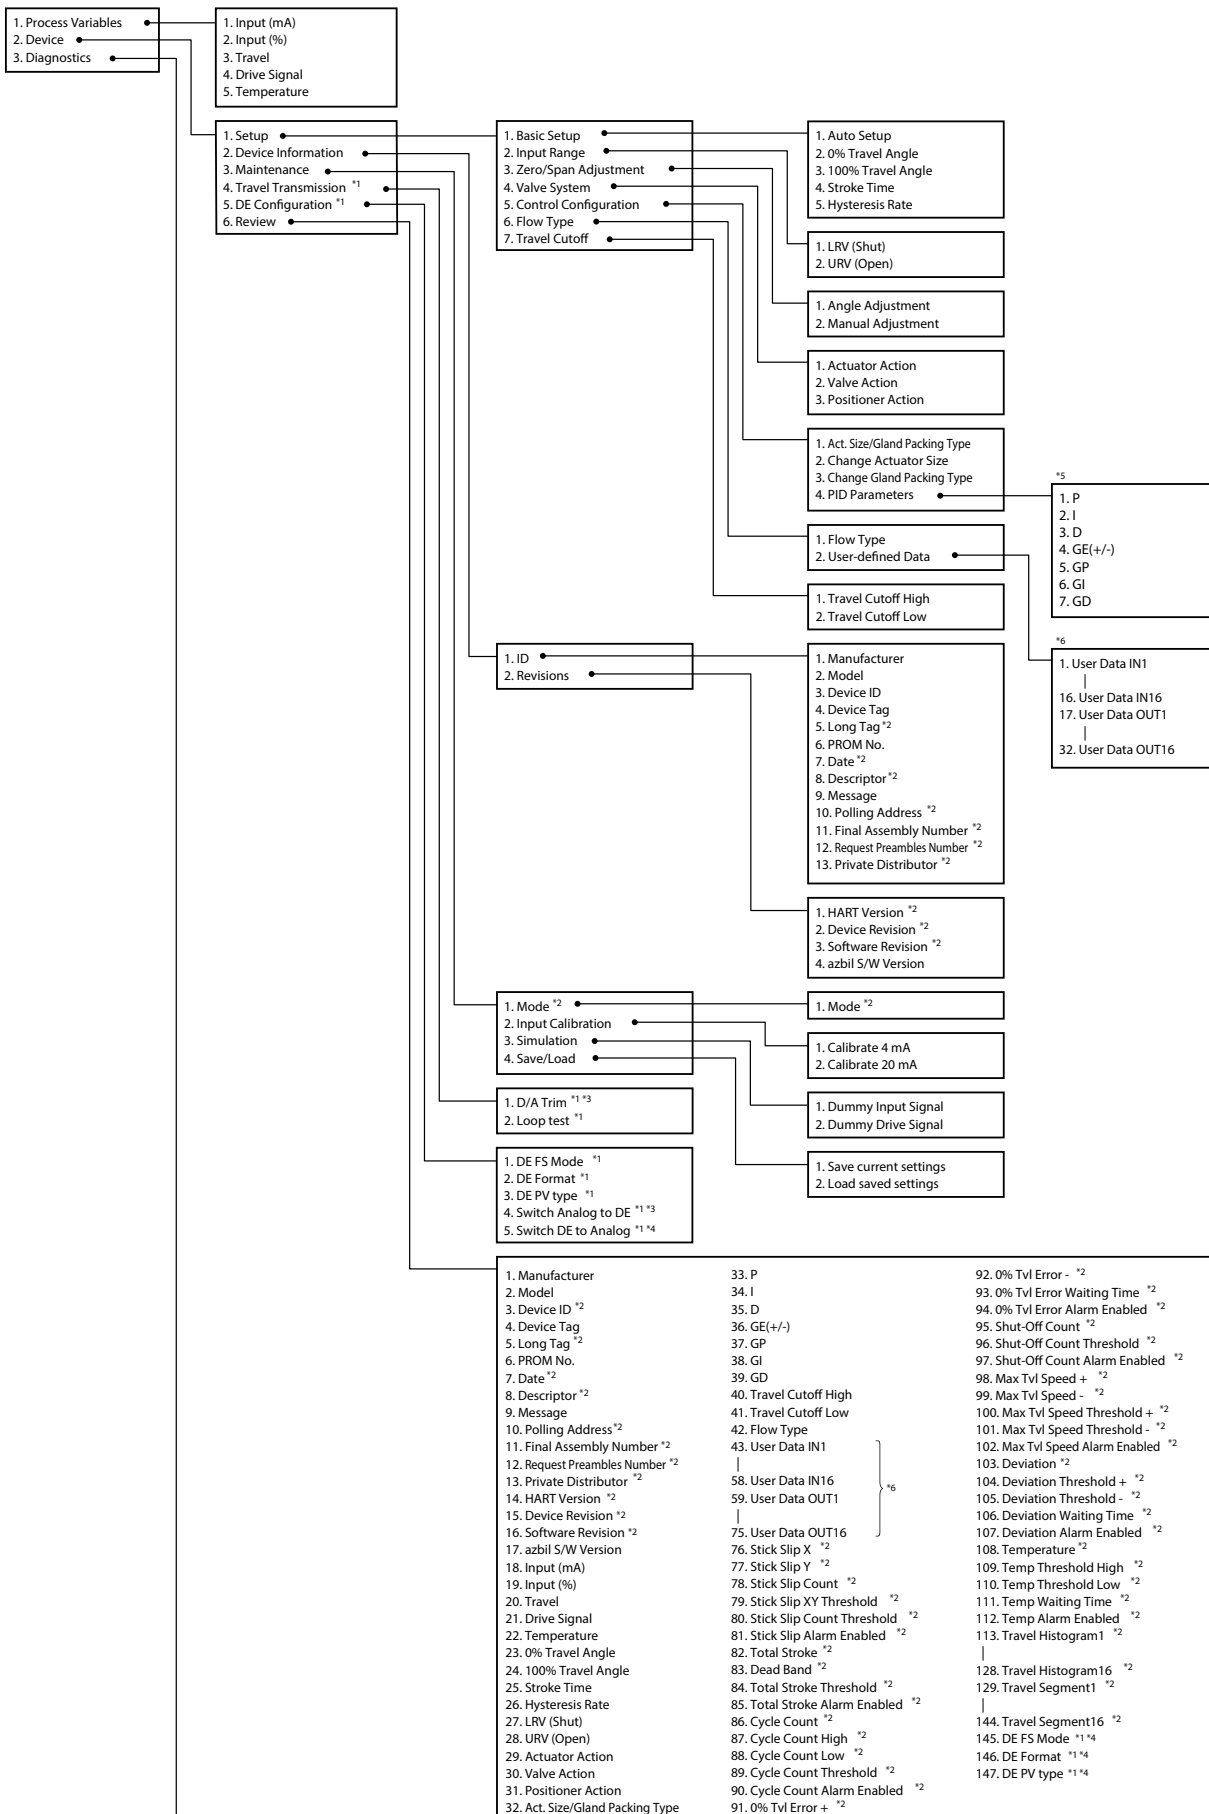 1. Process Variables
2. Device
3. Diagnostics
1. Input (mA)
2. Input (%)
3. Travel
4. Drive Signal
5. Temperature
1. Setup
2. Device Information
3. Maintenance
4. Travel Transmission *1
5. DE Configuration *1
6. Review
1. Basic Setup
2. Input Range
3. Zero/Span Adjustment
4. Valve System
5. Control Configuration
6. Flow Type
7. Travel Cutoff
1. Auto Setup
2. 0% Travel Angle
3. 100% Travel Angle
4. Stroke Time
5. Hysteresis Rate
1. LRV (Shut)
2. URV (Open)
1. Angle Adjustment
2. Manual Adjustment
1. Actuator Action
2. Valve Action
3. Positioner Action
1. Act. Size/Gland Packing Type
2. Change Actuator Size
3. Change Gland Packing Type
4. PID Parameters
*5
1. P
2. I
3. D
4. GE(+/-)
5. GP
6. GI
7. GD
1. Flow Type
2. User-defined Data
1. Travel Cutoff High
2. Travel Cutoff Low
*6
1. User Data IN1
|
16. User Data IN16
17. User Data OUT1
|
32. User Data OUT16
1. ID
2. Revisions
1. Manufacturer
2. Model
3. Device ID
4. Device Tag
5. Long Tag *2
6. PROM No.
7. Date *2
8. Descriptor *2
9. Message
10. Polling Address *2
11. Final Assembly Number *2
12. Request Preambles Number *2
13. Private Distributor *2
1. HART Version *2
2. Device Revision *2
3. Software Revision *2
4. azbil S/W Version
1. Mode *2
2. Input Calibration
3. Simulation
4. Save/Load
1. Mode *2
1. Calibrate 4 mA
2. Calibrate 20 mA
1. Dummy Input Signal
2. Dummy Drive Signal
1. Save current settings
2. Load saved settings
1. D/A Trim *1 *3
2. Loop test *1
1. DE FS Mode *1
2. DE Format *1
3. DE PV type *1
4. Switch Analog to DE *1 *3
5. Switch DE to Analog *1 *4
1. Manufacturer
2. Model
3. Device ID *2
4. Device Tag
5. Long Tag *2
6. PROM No.
7. Date *2
8. Descriptor *2
9. Message
10. Polling Address *2
11. Final Assembly Number *2
12. Request Preambles Number *2
13. Private Distributor *2
14. HART Version *2
15. Device Revision *2
16. Software Revision *2
17. azbil S/W Version
18. Input (mA)
19. Input (%)
20. Travel
21. Drive Signal
22. Temperature
23. 0% Travel Angle
24. 100% Travel Angle
25. Stroke Time
26. Hysteresis Rate
27. LRV (Shut)
28. URV (Open)
29. Actuator Action
30. Valve Action
31. Positioner Action
32. Act. Size/Gland Packing Type
33. P
34. I
35. D
36. GE(+/-)
37. GP
38. GI
39. GD
40. Travel Cutoff High
41. Travel Cutoff Low
42. Flow Type
43. User Data IN1
|
58. User Data IN16
59. User Data OUT1
|
75. User Data OUT16
*6
76. Stick Slip X *2
77. Stick Slip Y *2
78. Stick Slip Count *2
79. Stick Slip XY Threshold *2
80. Stick Slip Count Threshold *2
81. Stick Slip Alarm Enabled *2
82. Total Stroke *2
83. Dead Band *2
84. Total Stroke Threshold *2
85. Total Stroke Alarm Enabled *2
86. Cycle Count *2
87. Cycle Count High *2
88. Cycle Count Low *2
89. Cycle Count Threshold *2
90. Cycle Count Alarm Enabled *2
91. 0% Tvl Error + *2
92. 0% Tvl Error - *2
93. 0% Tvl Error Waiting Time *2
94. 0% Tvl Error Alarm Enabled *2
95. Shut-Off Count *2
96. Shut-Off Count Threshold *2
97. Shut-Off Count Alarm Enabled *2
98. Max Tvl Speed + *2
99. Max Tvl Speed - *2
100. Max Tvl Speed Threshold + *2
101. Max Tvl Speed Threshold - *2
102. Max Tvl Speed Alarm Enabled *2
103. Deviation *2
104. Deviation Threshold + *2
105. Deviation Threshold - *2
106. Deviation Waiting Time *2
107. Deviation Alarm Enabled *2
108. Temperature *2
109. Temp Threshold High *2
110. Temp Threshold Low *2
111. Temp Waiting Time *2
112. Temp Alarm Enabled *2
113. Travel Histogram1 *2
|
128. Travel Histogram16 *2
129. Travel Segment1 *2
|
144. Travel Segment16 *2
145. DE FS Mode *1 *4
146. DE Format *1 *4
147. DE PV type *1 *4